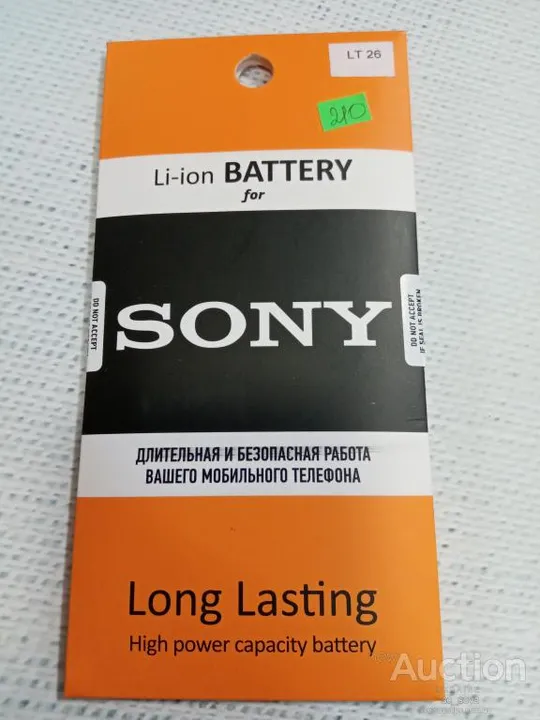 LT 26
210
Li-ion BATTERY
for
SONY
DO NOT ACCEPT
DO NOT ACCEPT
IF SEAL IS BROKEN
ДЛИТЕЛЬНАЯ И БЕЗОПАСНАЯ РАБОТА
ВАШЕГО МОБИЛЬНОГО ТЕЛЕФОНА
Long Lasting
High power capacity battery
Auction